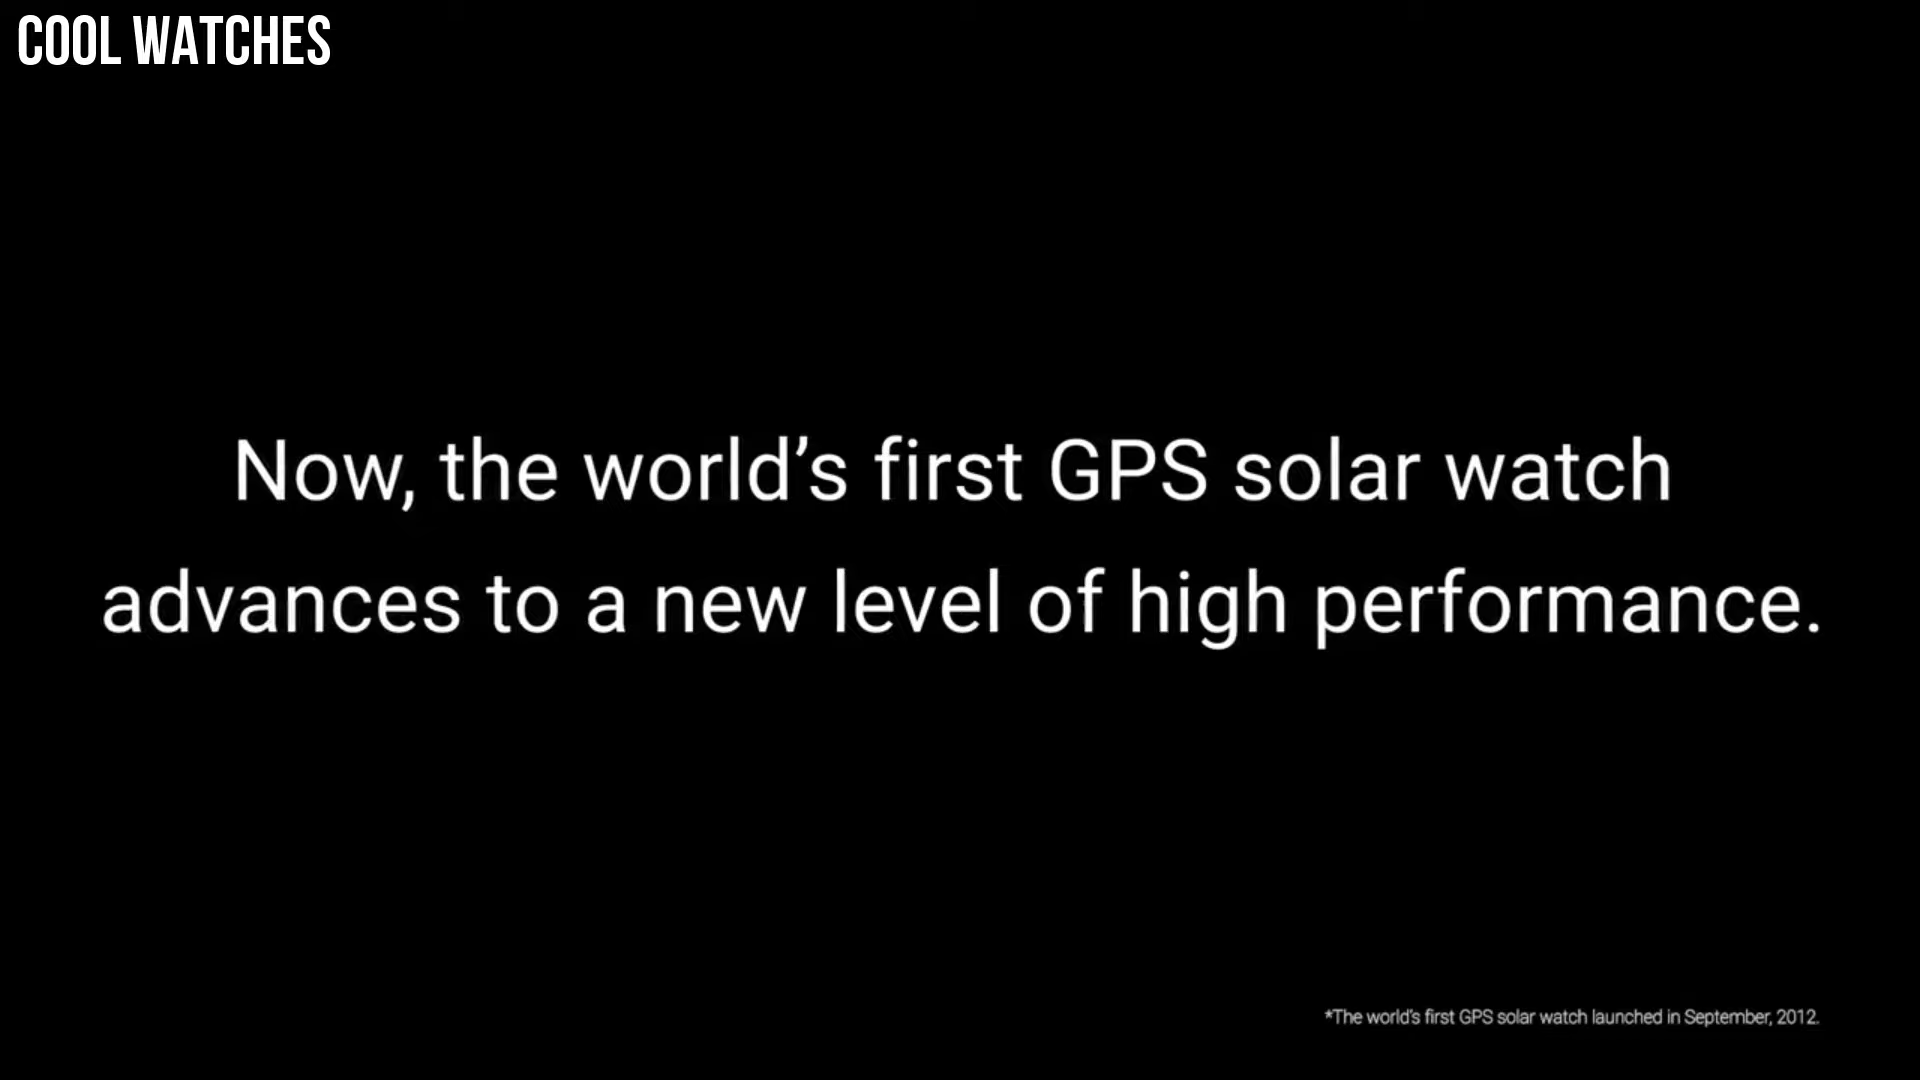 COOL WATCHES
Now, the world’s first GPS solar watch
advances to a new level of high performance.
*The world’s first GPS solar watch launched in September, 2012.